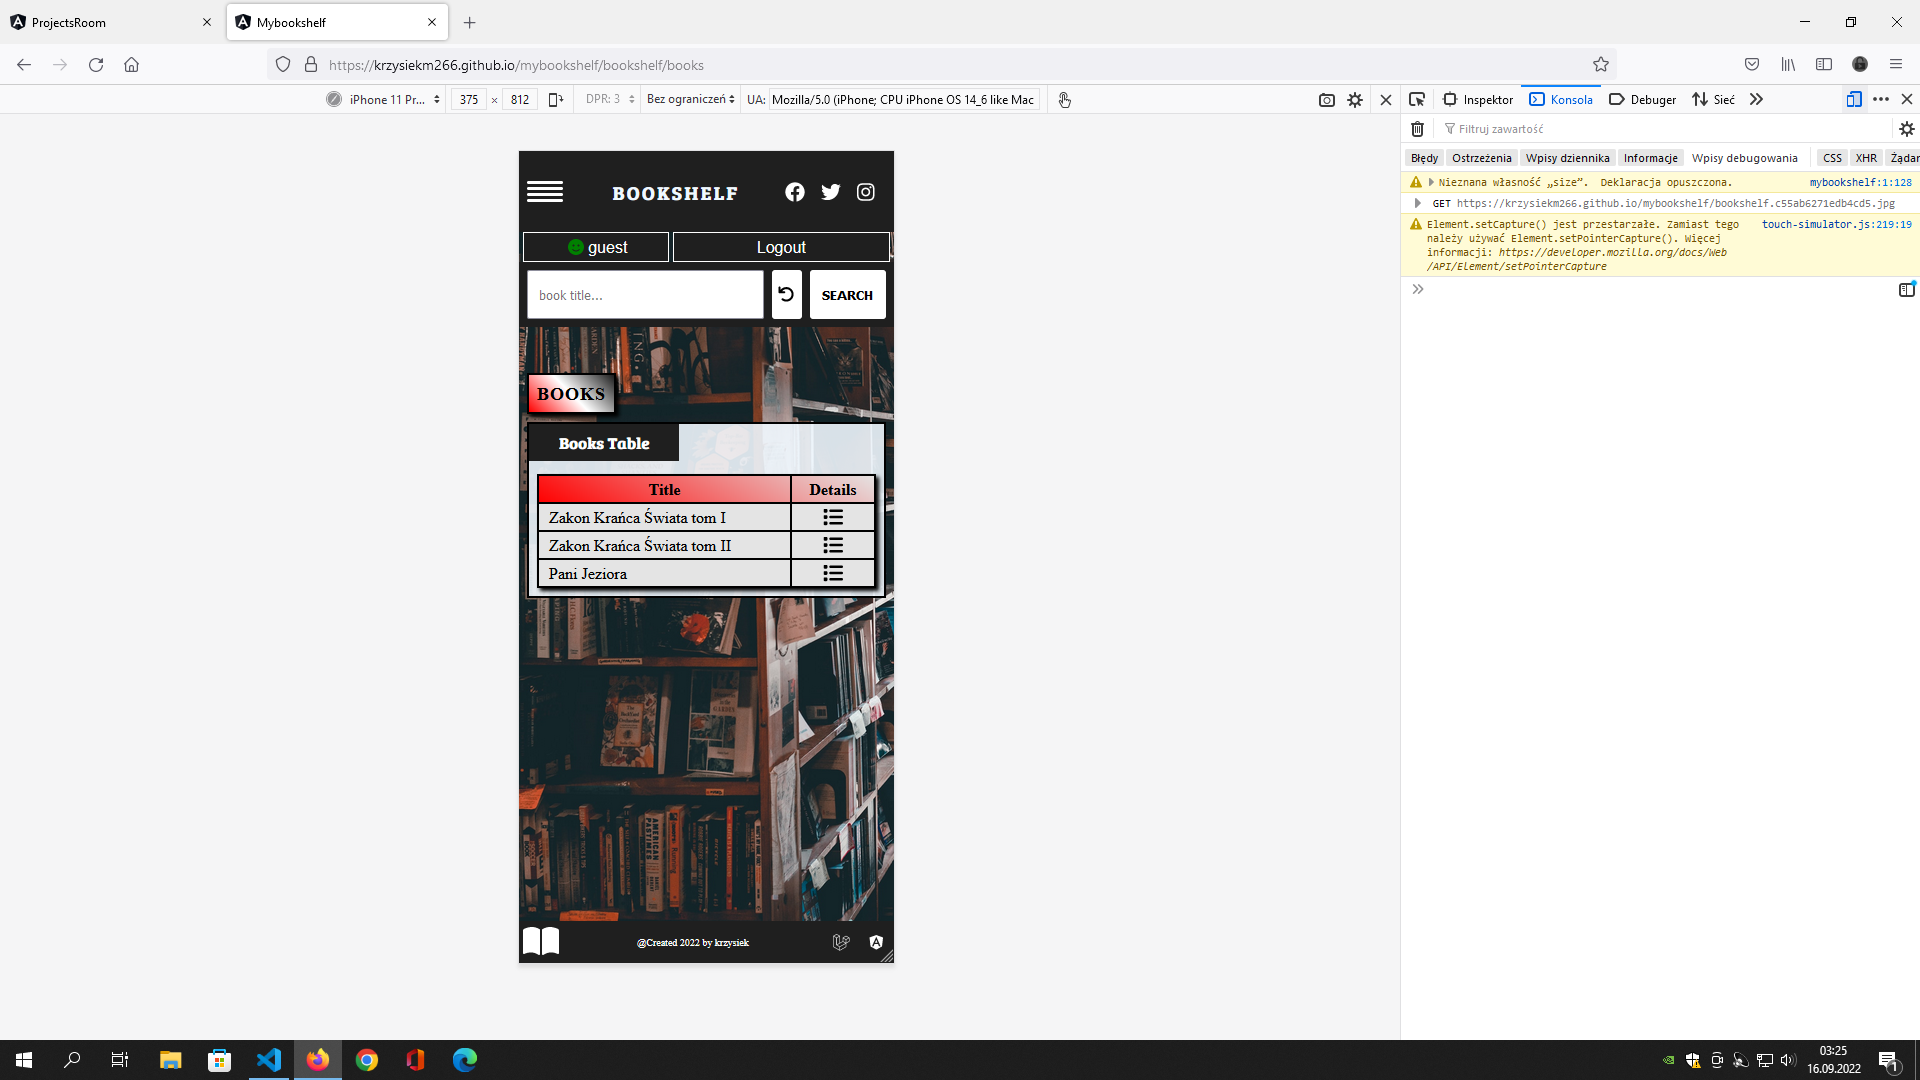 ProjectsRoom
Mybookshelf
https://krzysiekm266.github.io/mybookshelf/bookshelf/books
iPhone 11 Pr...
375 × 812
DPR: 3
Bez ograniczeń
UA: Mozilla/5.0 (iPhone; CPU iPhone OS 14_6 like Mac
Inspektor
Konsola
Debuger
Sieć
Filtruj zawartość
Błędy
Ostrzeżenia
Wpisy dziennika
Informacje
Wpisy debugowania
CSS
XHR
Żądan
Nieznana własność „size”. Deklaracja opuszczona.
mybookshelf:1:128
GET https://krzysiekm266.github.io/mybookshelf/bookshelf.c55ab6271edb4cd5.jpg
Element.setCapture() jest przestarzałe. Zamiast tego
touch-simulator.js:219:19
należy używać Element.setPointerCapture(). Więcej
informacji: https://developer.mozilla.org/docs/Web
/API/Element/setPointerCapture
BOOKSHELF
guest
Logout
book title...
SEARCH
BOOKS
Books Table
Title
Details
Zakon Krańca Świata tom I
Zakon Krańca Świata tom II
Pani Jeziora
AMERICAN
PASTIMES
@Created 2022 by krzysiek
03:25
16.09.2022
1